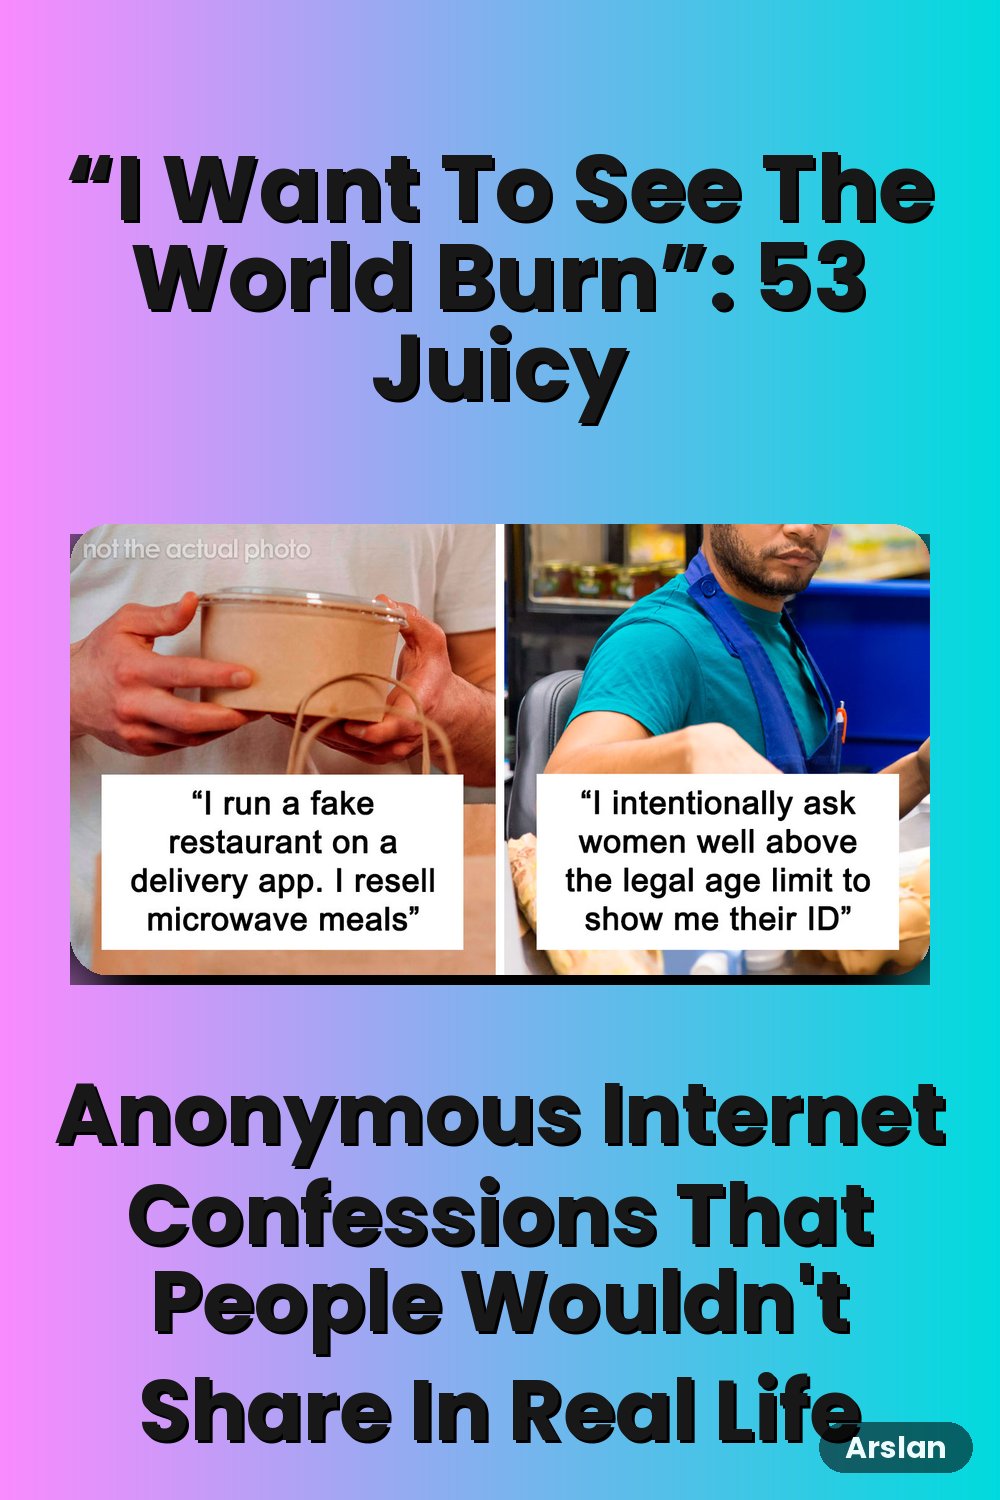 “I Want To See The
World Burn”: 53
Juicy
not the actual photo
“I run a fake
restaurant on a
delivery app. I resell
microwave meals”
“I intentionally ask
women well above
the legal age limit to
show me their ID”
Anonymous Internet
Confessions That
People Wouldn't
Share In Real Life
Arslan